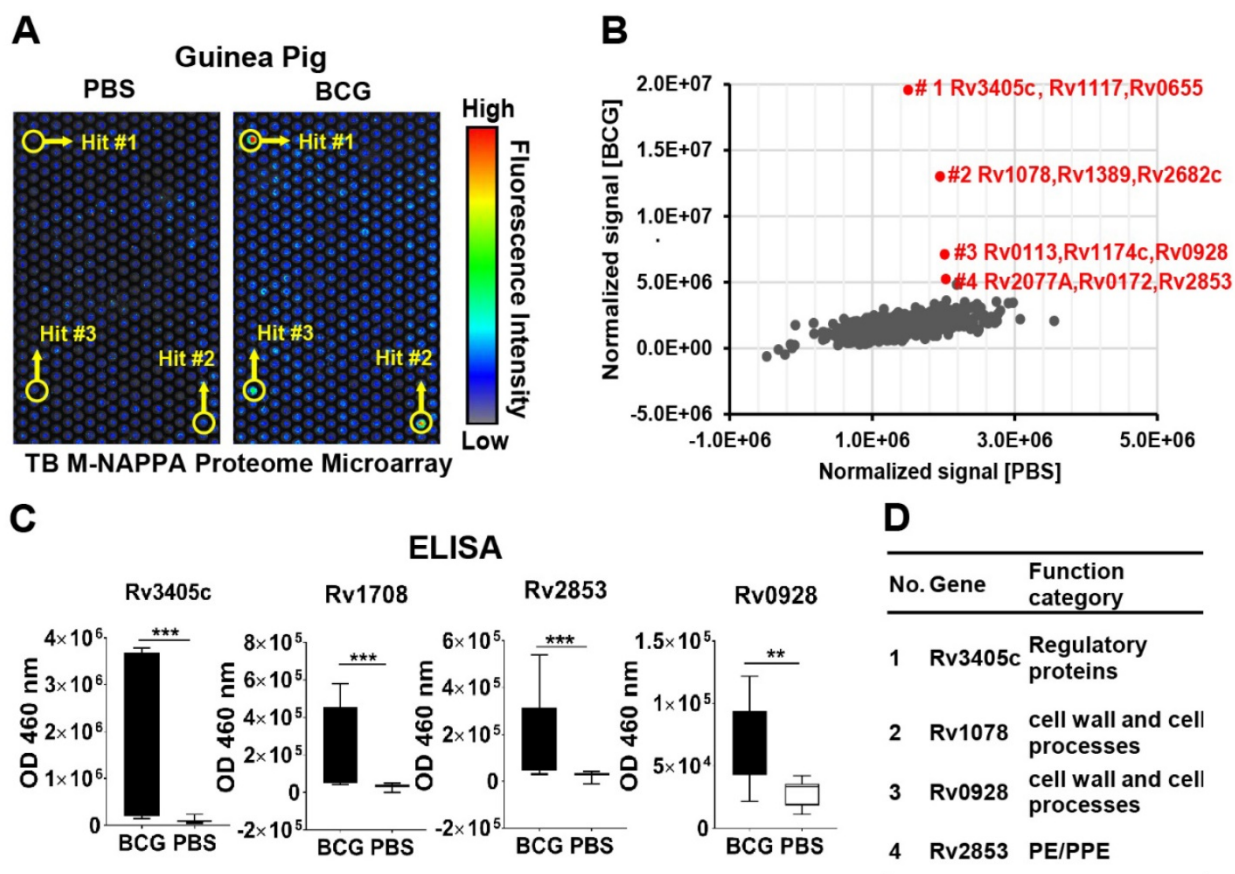 A
Guinea Pig
PBS BCG
Hit #1 Hit #1
Hit #3 Hit #3
Hit #2 Hit #2
High
Fluorescence Intensity
Low
TB M-NAPPA Proteome Microarray
B
Normalized signal [BCG]
2.0E+07
1.5E+07
1.0E+07
5.0E+06
0.0E+00
-5.0E+06
# 1 Rv3405c, Rv1117,Rv0655
#2 Rv1078,Rv1389,Rv2682c
#3 Rv0113,Rv1174c,Rv0928
#4 Rv2077A,Rv0172,Rv2853
-1.0E+06 1.0E+06 3.0E+06 5.0E+06
Normalized signal [PBS]
C
ELISA
Rv3405c
OD 460 nm
4×10⁶
3×10⁶
2×10⁶
1×10⁶
0
***
BCG PBS
Rv1708
OD 460 nm
8×10⁵
6×10⁵
4×10⁵
2×10⁵
0
-2×10⁵
***
BCG PBS
Rv2853
OD 460 nm
6×10⁵
4×10⁵
2×10⁵
0
-2×10⁵
***
BCG PBS
Rv0928
OD 460 nm
1.5×10⁵
1×10⁵
5×10⁴
0
**
BCG PBS
D
No. Gene Function category
1 Rv3405c Regulatory proteins
2 Rv1078 cell wall and cell processes
3 Rv0928 cell wall and cell processes
4 Rv2853 PE/PPE